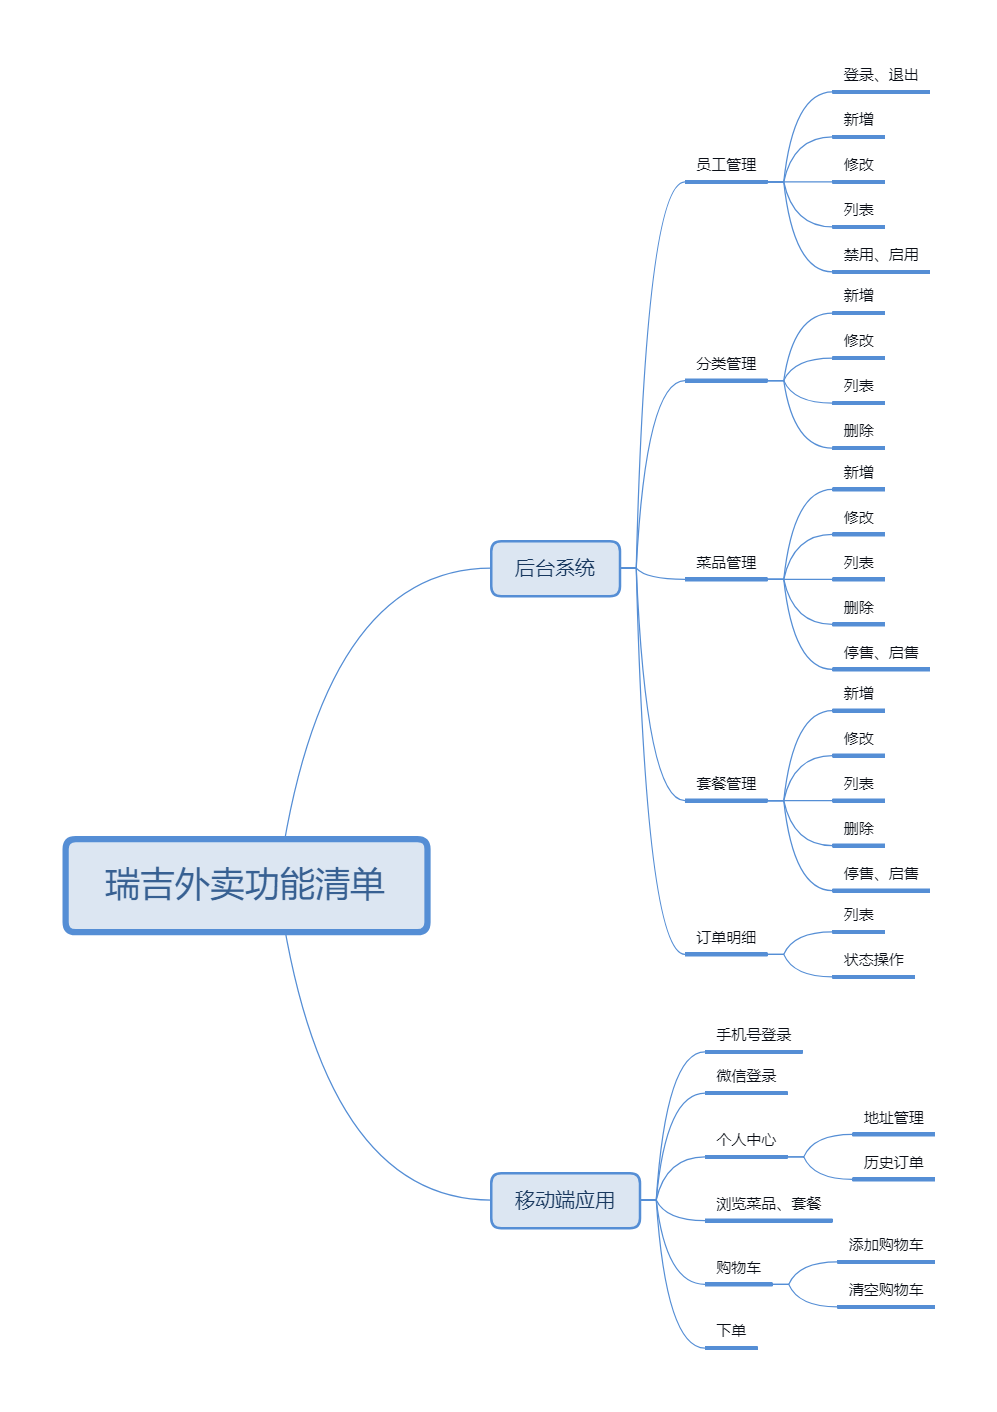 瑞吉外卖功能清单
后台系统
员工管理
登录、退出
新增
修改
列表
禁用、启用
分类管理
新增
修改
列表
删除
菜品管理
新增
修改
列表
删除
停售、启售
套餐管理
新增
修改
列表
删除
停售、启售
订单明细
列表
状态操作
移动端应用
手机号登录
微信登录
个人中心
地址管理
历史订单
浏览菜品、套餐
购物车
添加购物车
清空购物车
下单